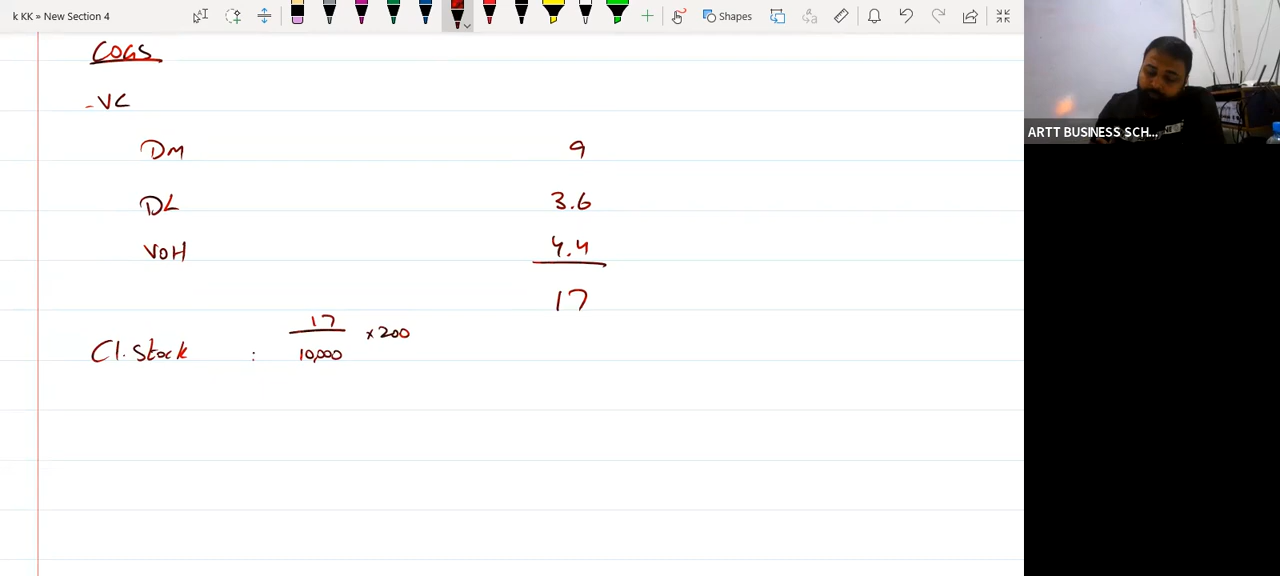 k KK » New Section 4
Shapes
ARTT BUSINESS SCH...
COGS
-VC
DM 9
DL 3.6
VOH 4.4
17
Cl. Stock : 17 / 10,000 × 200